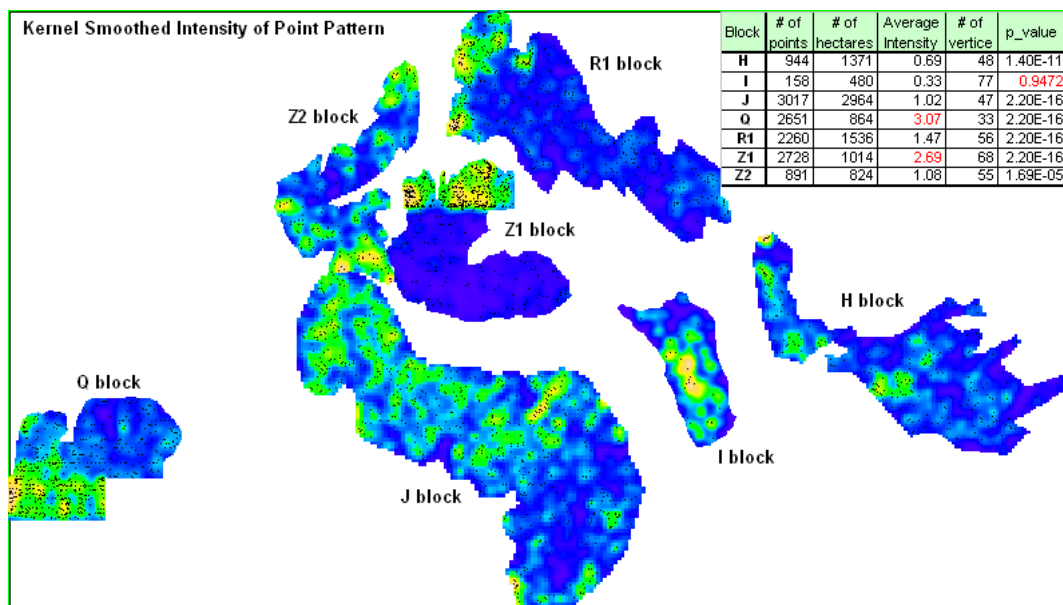 Kernel Smoothed Intensity of Point Pattern
Block # of points # of hectares Average Intensity # of vertice p_value
H 944 1371 0.69 48 1.40E-11
I 158 480 0.33 77 0.9472
J 3017 2964 1.02 47 2.20E-16
Q 2651 864 3.07 33 2.20E-16
R1 2260 1536 1.47 56 2.20E-16
Z1 2728 1014 2.69 68 2.20E-16
Z2 891 824 1.08 55 1.69E-05
R1 block
Z2 block
Z1 block
H block
Q block
I block
J block